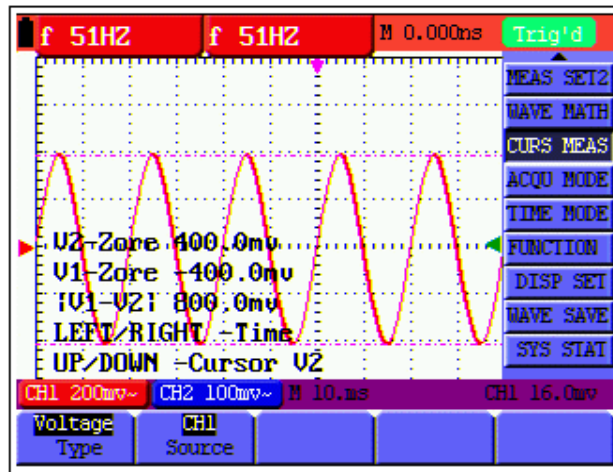 f 51HZ f 51HZ M 0.000ns Trig'd
MEAS SET2
WAVE MATH
CURS MEAS
ACQU MODE
TIME MODE
FUNCTION
DISP SET
WAVE SAVE
SYS STAT
V2-Zore 400.0mv
V1-Zore -400.0mv
|V1-V2| 800.0mv
LEFT/RIGHT -Time
UP/DOWN -Cursor V2
CH1 200mv~ CH2 100mv~ M 10.ms CH1 16.0mv
Voltage CH1
Type Source